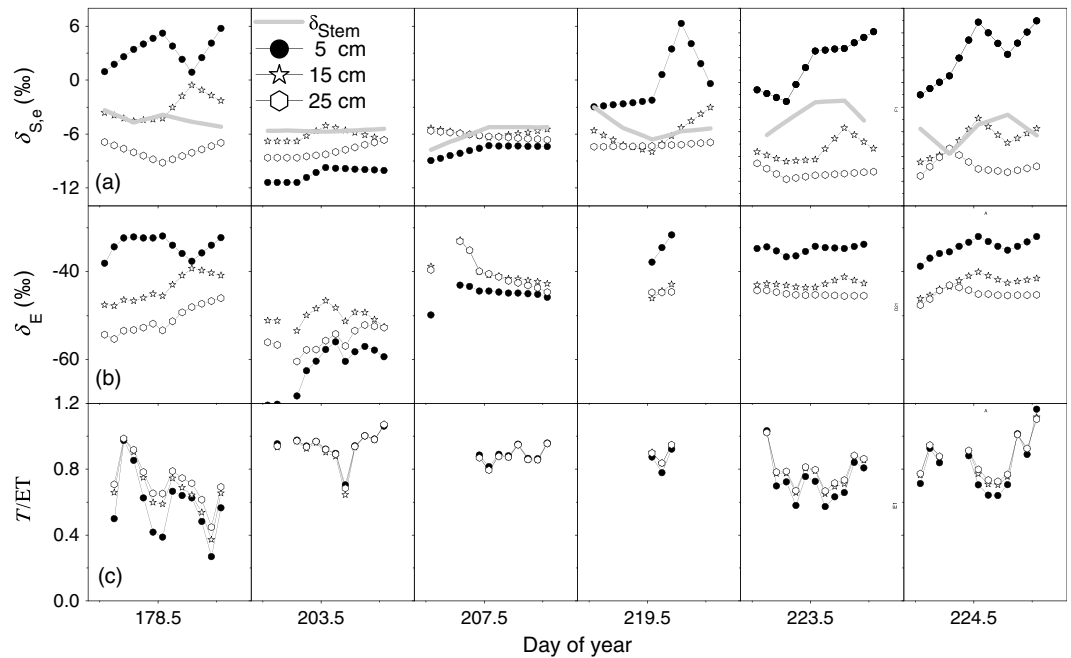 6
0
-6
-12
δS,e (‰)
(a)
δStem
5 cm
15 cm
25 cm
-40
-60
δE (‰)
(b)
1.2
0.8
0.4
0.0
T/ET
(c)
178.5
203.5
207.5
219.5
223.5
224.5
Day of year